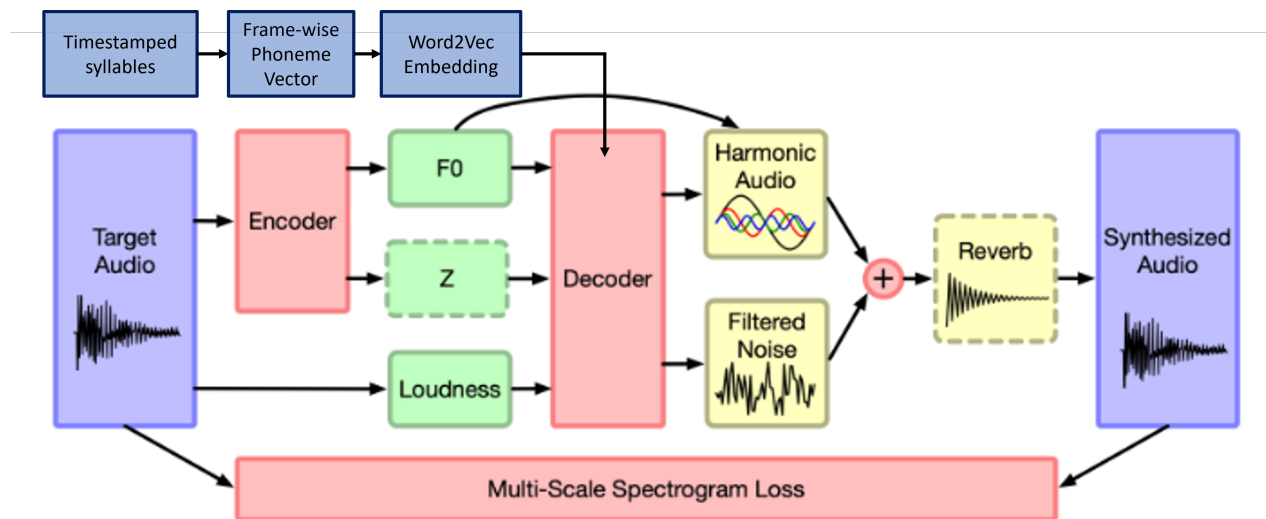 Timestamped
syllables
Frame-wise
Phoneme
Vector
Word2Vec
Embedding
Target
Audio
Encoder
F0
Z
Loudness
Decoder
Harmonic
Audio
Filtered
Noise
+
Reverb
Synthesized
Audio
Multi-Scale Spectrogram Loss